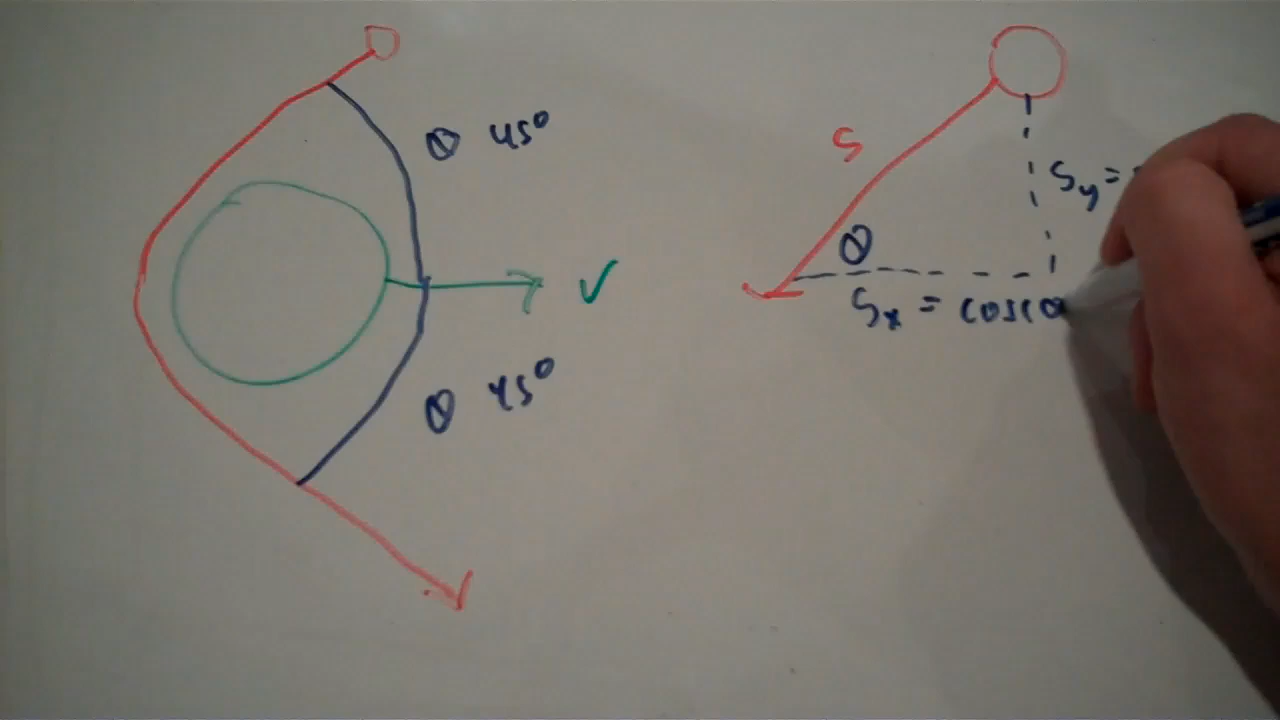 θ 45°
V
θ 45°
S
θ
Sy =
Sx = cos(θ